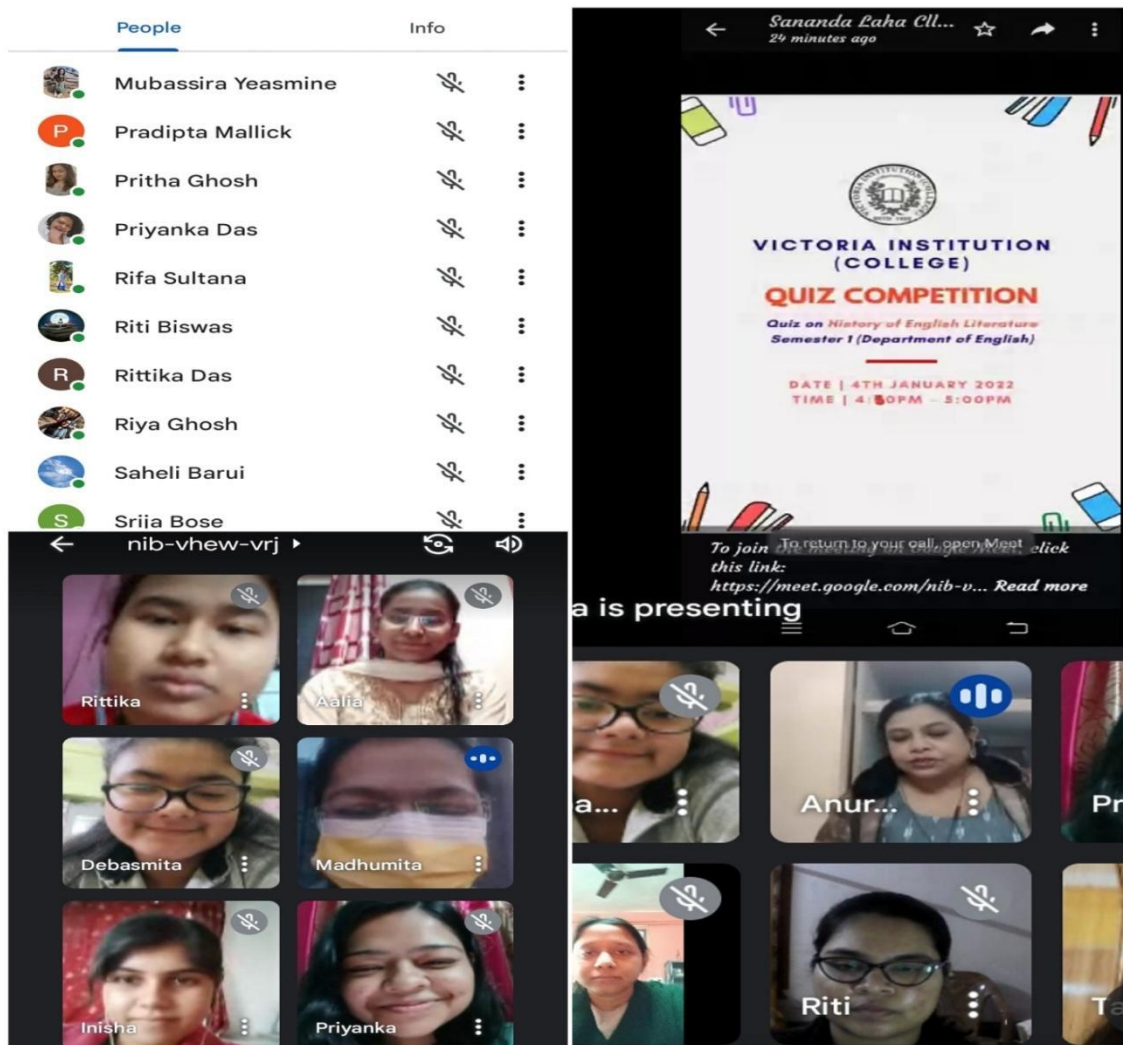 People Info
Mubassira Yeasmine
P Pradipta Mallick
Pritha Ghosh
Priyanka Das
Rifa Sultana
Riti Biswas
R Rittika Das
Riya Ghosh
Saheli Barui
S Srija Bose
nib-vhew-vrj
Rittika
Aalia
Debasmita
Madhumita
Inisha
Priyanka
Sananda Laha Cll...
24 minutes ago
VICTORIA INSTITUTION
(COLLEGE)
QUIZ COMPETITION
Quiz on History of English Literature
Semester 1 (Department of English)
DATE | 4TH JANUARY 2022
TIME | 4: 0PM - 5:00PM
To return to your call, open Meet
To join click
this link:
https://meet.google.com/nib-v... Read more
a is presenting
a...
Anur...
Pr
Riti
Ta